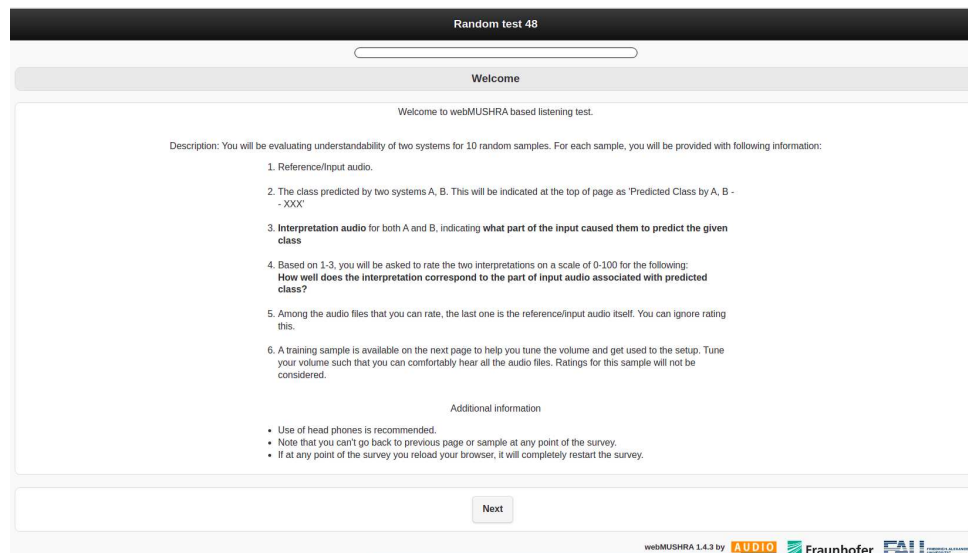 Random test 48
Welcome
Welcome to webMUSHRA based listening test.
Description: You will be evaluating understandability of two systems for 10 random samples. For each sample, you will be provided with following information:
1. Reference/Input audio.
2. The class predicted by two systems A, B. This will be indicated at the top of page as 'Predicted Class by A, B -
- XXX'
3. Interpretation audio for both A and B, indicating what part of the input caused them to predict the given
class
4. Based on 1-3, you will be asked to rate the two interpretations on a scale of 0-100 for the following:
How well does the interpretation correspond to the part of input audio associated with predicted
class?
5. Among the audio files that you can rate, the last one is the reference/input audio itself. You can ignore rating
this.
6. A training sample is available on the next page to help you tune the volume and get used to the setup. Tune
your volume such that you can comfortably hear all the audio files. Ratings for this sample will not be
considered.
Additional information
• Use of head phones is recommended.
• Note that you can't go back to previous page or sample at any point of the survey.
• If at any point of the survey you reload your browser, it will completely restart the survey.
Next
webMUSHRA 1.4.3 by AUDIO Fraunhofer FAU